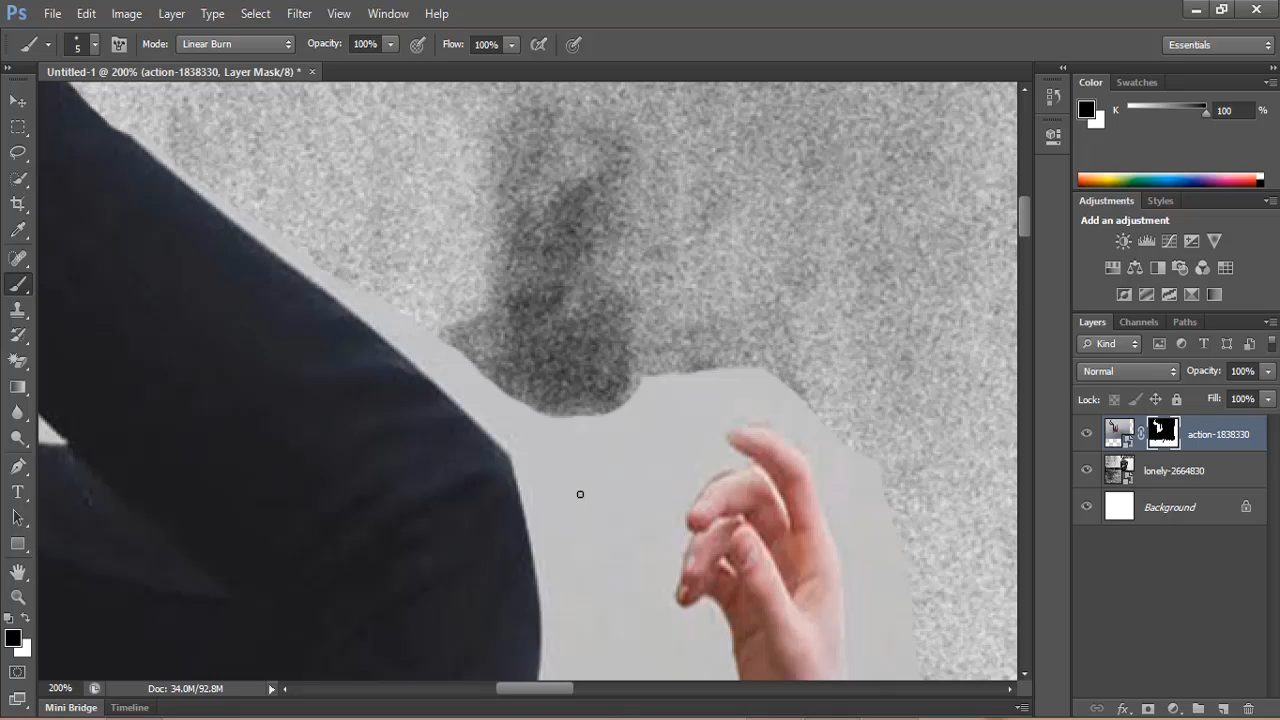 Ps File Edit Image Layer Type Select Filter 3D View Window Help
5 Mode: Linear Burn Opacity: 100% Flow: 100% Essentials
Untitled-1 @ 200% (action-1838330, Layer Mask/8) * ×
Color Swatches
K 100 %
Adjustments Styles
Add an adjustment
Layers Channels Paths
Kind
Normal Opacity: 100%
Lock: Fill: 100%
action-1838330
lonely-2664830
Background
200% Doc: 34.0M/92.8M
Mini Bridge Timeline